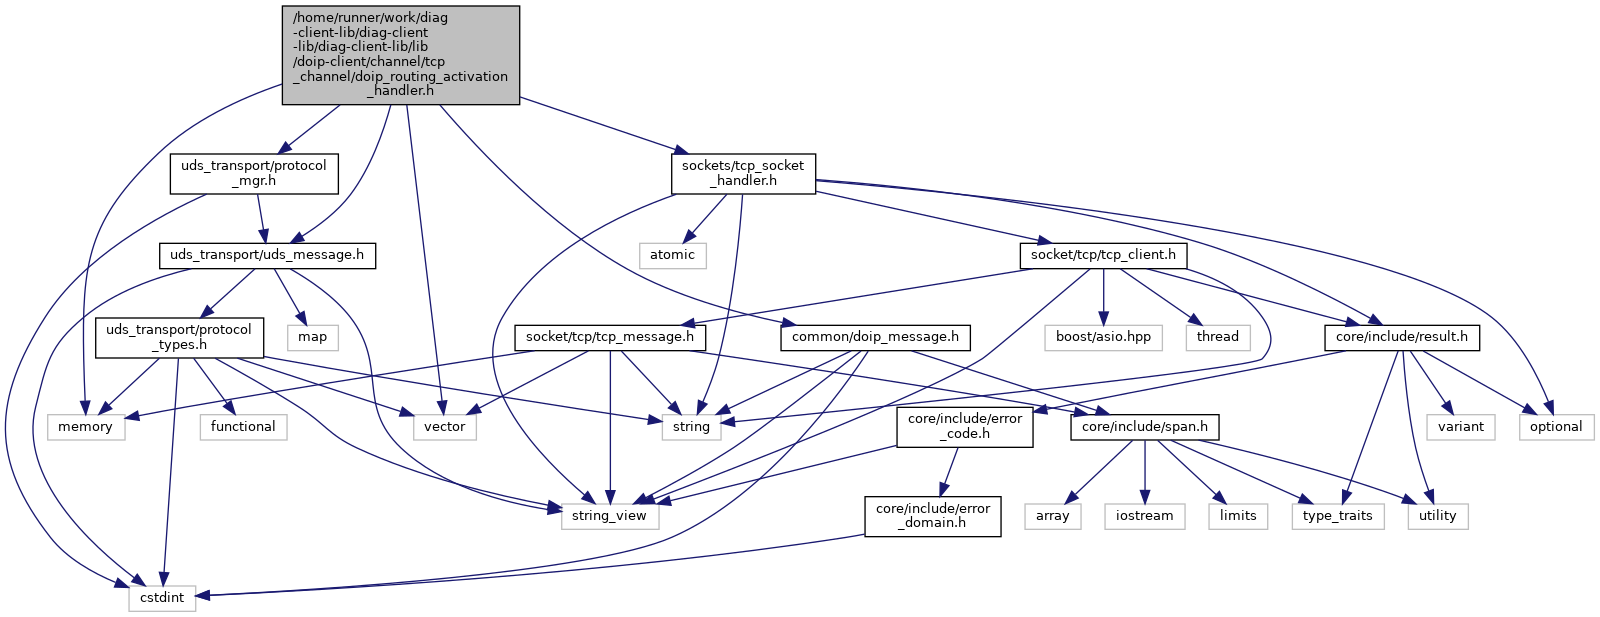 /home/runner/work/diag
-client-lib/diag-client
-lib/diag-client-lib/lib
/doip-client/channel/tcp
_channel/doip_routing_activation
_handler.h
uds_transport/protocol
_mgr.h
sockets/tcp_socket
_handler.h
uds_transport/uds_message.h
atomic
socket/tcp/tcp_client.h
uds_transport/protocol
_types.h
map
socket/tcp/tcp_message.h
common/doip_message.h
boost/asio.hpp
thread
core/include/result.h
memory
functional
vector
string
core/include/error
_code.h
core/include/span.h
variant
optional
string_view
core/include/error
_domain.h
array
iostream
limits
type_traits
utility
cstdint